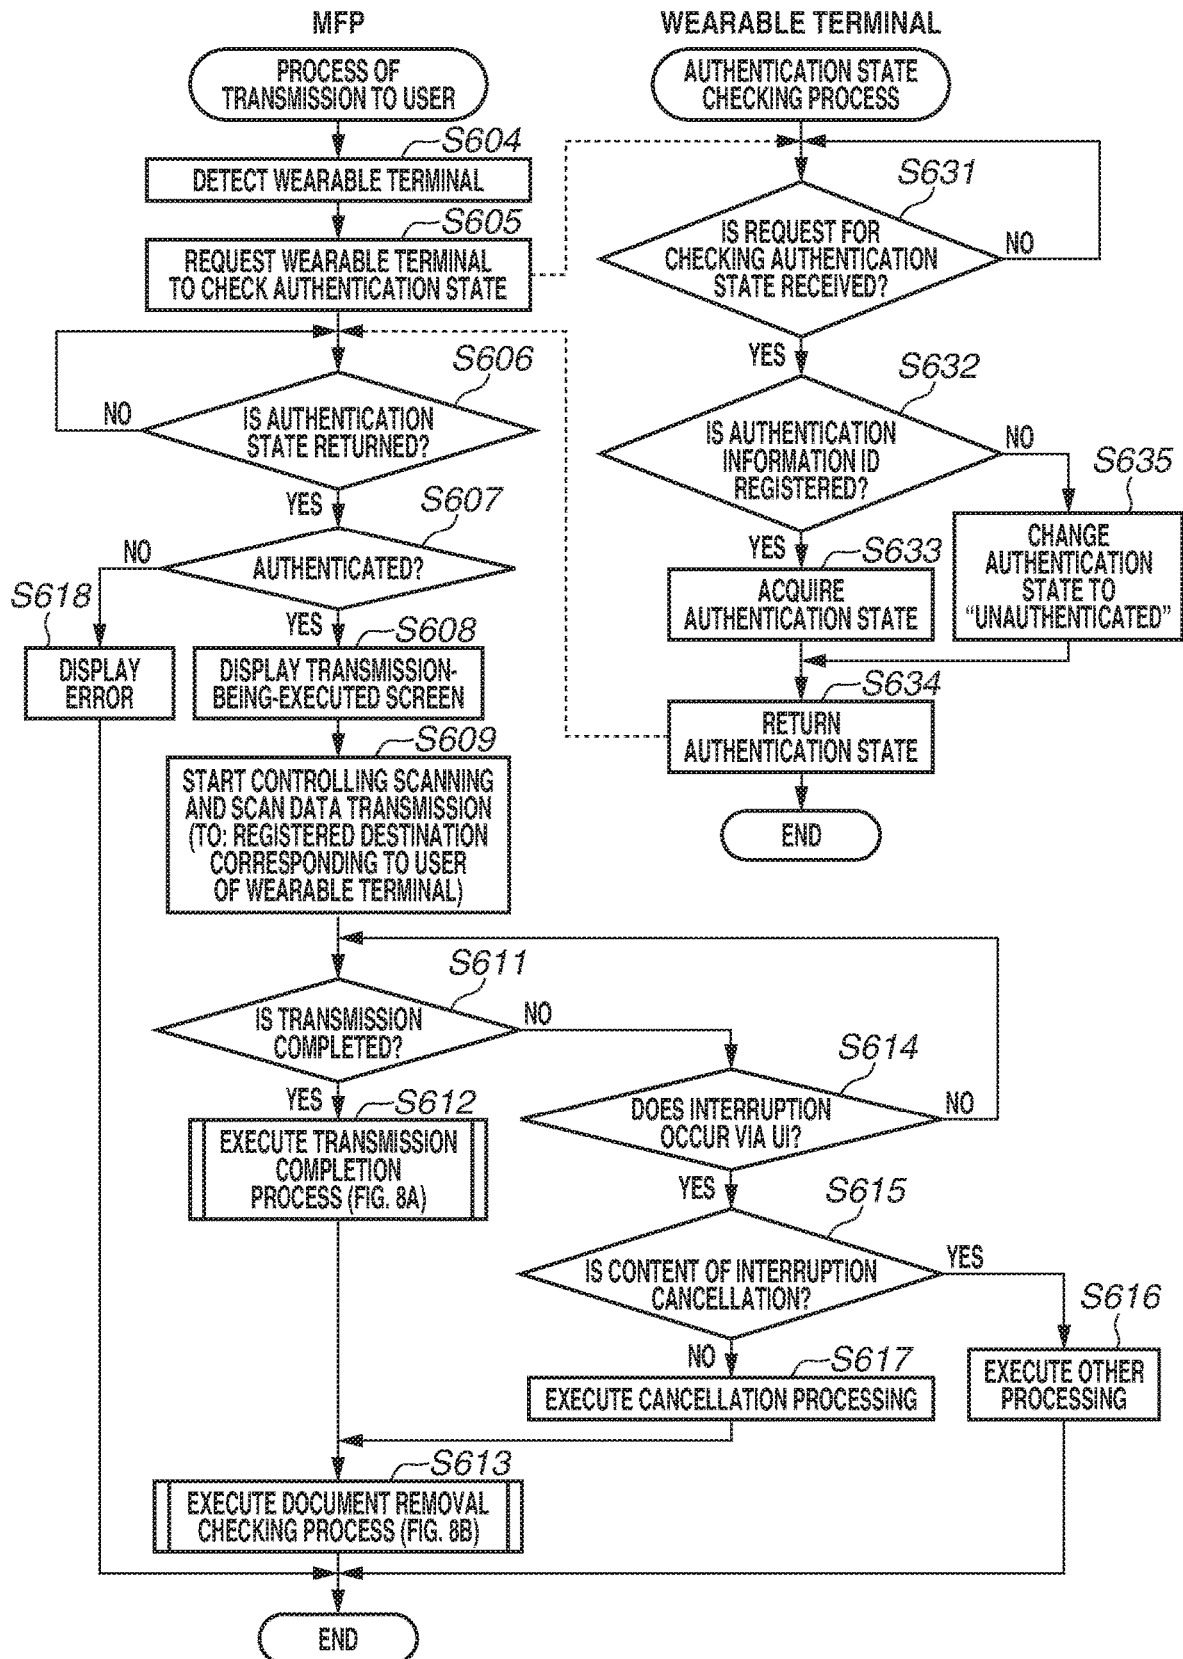 MFP
PROCESS OF
TRANSMISSION TO USER
S604
DETECT WEARABLE TERMINAL
S605
REQUEST WEARABLE TERMINAL
TO CHECK AUTHENTICATION STATE
S606
NO
IS AUTHENTICATION
STATE RETURNED?
YES
S607
NO
AUTHENTICATED?
S618
YES
S608
DISPLAY
ERROR
DISPLAY TRANSMISSION-
BEING-EXECUTED SCREEN
S609
START CONTROLLING SCANNING
AND SCAN DATA TRANSMISSION
(TO: REGISTERED DESTINATION
CORRESPONDING TO USER
OF WEARABLE TERMINAL)
S611
IS TRANSMISSION
COMPLETED?
NO
YES
S612
EXECUTE TRANSMISSION
COMPLETION
PROCESS (FIG. 8A)
S614
DOES INTERRUPTION
OCCUR VIA UI?
NO
YES
S615
IS CONTENT OF INTERRUPTION
CANCELLATION?
YES
S616
NO
S617
EXECUTE CANCELLATION PROCESSING
EXECUTE OTHER
PROCESSING
S613
EXECUTE DOCUMENT REMOVAL
CHECKING PROCESS (FIG. 8B)
END
WEARABLE TERMINAL
AUTHENTICATION STATE
CHECKING PROCESS
S631
IS REQUEST FOR
CHECKING AUTHENTICATION
STATE RECEIVED?
NO
YES
S632
IS AUTHENTICATION
INFORMATION ID
REGISTERED?
NO
S635
CHANGE
AUTHENTICATION
STATE TO
“UNAUTHENTICATED”
YES
S633
ACQUIRE
AUTHENTICATION STATE
S634
RETURN
AUTHENTICATION STATE
END